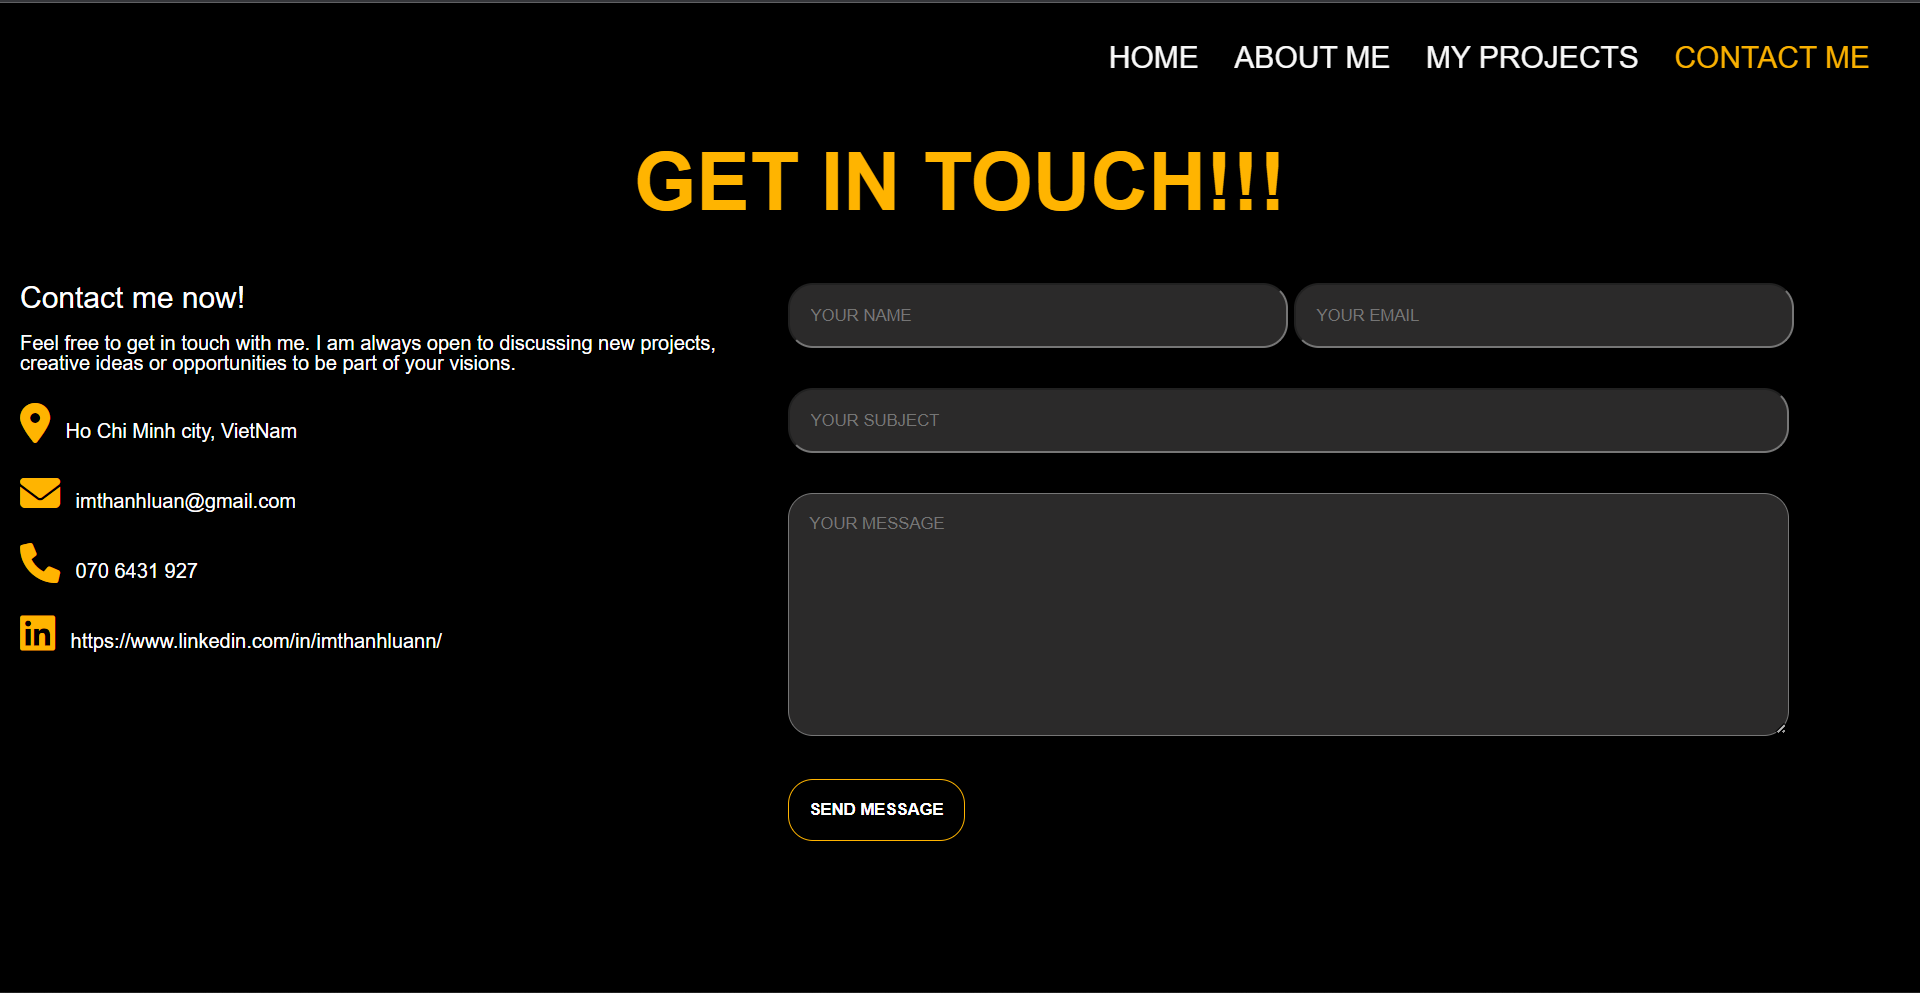 HOME ABOUT ME MY PROJECTS CONTACT ME
GET IN TOUCH!!!
Contact me now!
Feel free to get in touch with me. I am always open to discussing new projects,
creative ideas or opportunities to be part of your visions.
Ho Chi Minh city, VietNam
imthanhluan@gmail.com
070 6431 927
in
https://www.linkedin.com/in/imthanhluann/
YOUR NAME
YOUR EMAIL
YOUR SUBJECT
YOUR MESSAGE
SEND MESSAGE